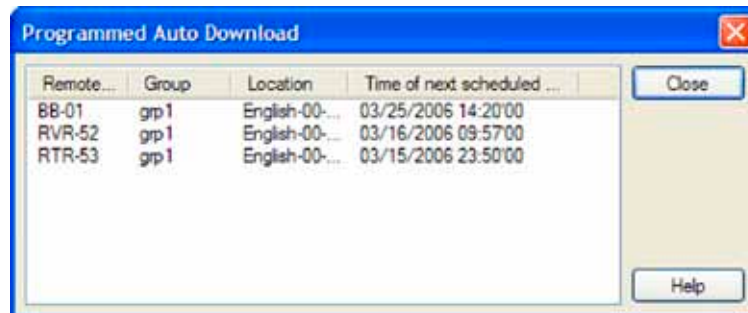 Programmed Auto Download
Remote... Group Location Time of next scheduled ... Close
BB-01 grp1 English-00-... 03/25/2006 14:20'00
RVR-52 grp1 English-00-... 03/16/2006 09:57'00
RTR-53 grp1 English-00-... 03/15/2006 23:50'00
Help